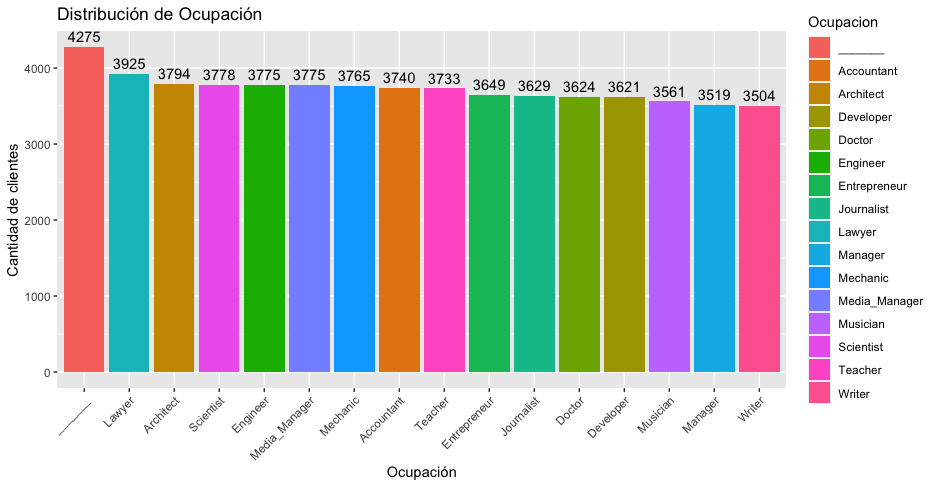 Distribución de Ocupación
4275
3925
3794
3778
3775
3775
3765
3740
3733
3649
3629
3624
3621
3561
3519
3504
Cantidad de clientes
4000
3000
2000
1000
0
_______
Lawyer
Architect
Scientist
Engineer
Media_Manager
Mechanic
Accountant
Teacher
Entrepreneur
Journalist
Doctor
Developer
Musician
Manager
Writer
Ocupación
Ocupacion
_______
Accountant
Architect
Developer
Doctor
Engineer
Entrepreneur
Journalist
Lawyer
Manager
Mechanic
Media_Manager
Musician
Scientist
Teacher
Writer